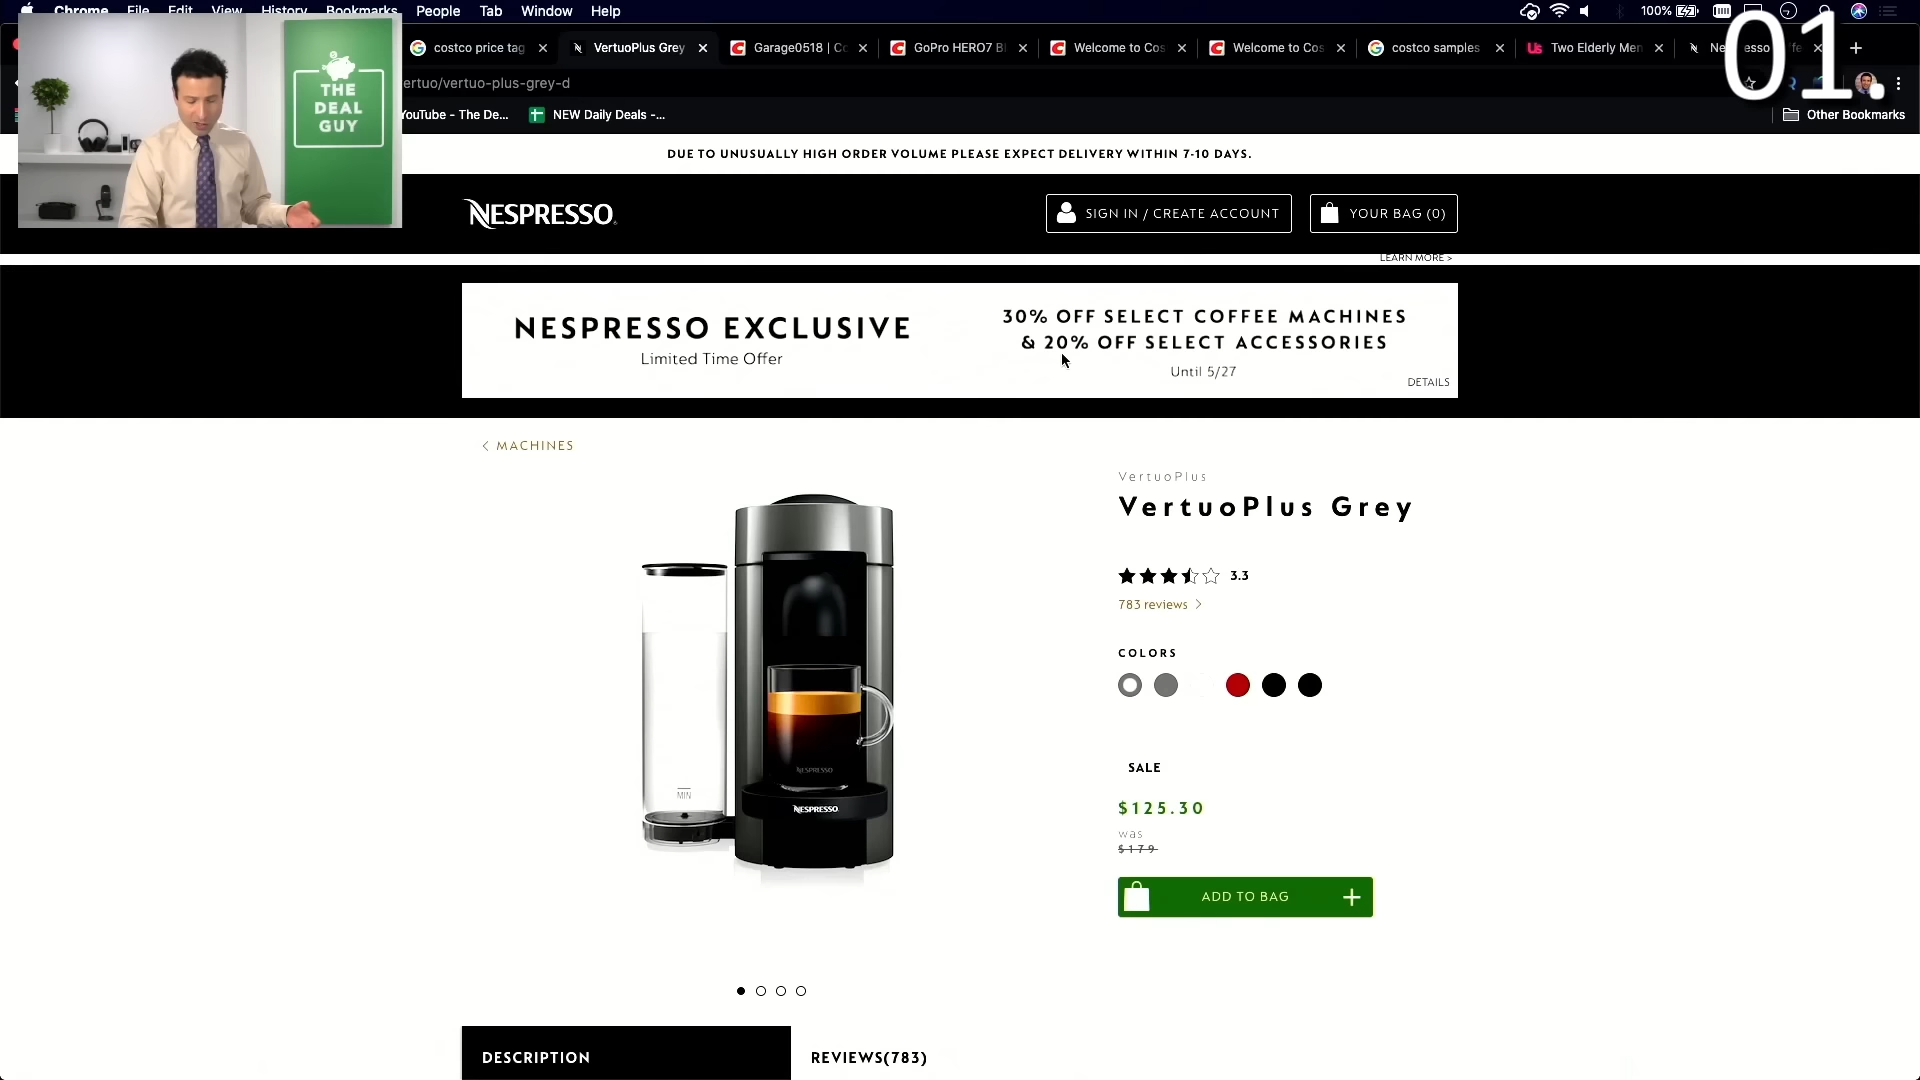 Chrome File Edit View History Bookmarks People Tab Window Help
100%
01.
costco price tag
VertuoPlus Grey
Garage0518 | Co
GoPro HERO7 Bl
Welcome to Cos
Welcome to Cos
costco samples
Us Two Elderly Men
ertuo/vertuo-plus-grey-d
YouTube - The De...
NEW Daily Deals -...
Other Bookmarks
THE
DEAL
GUY
DUE TO UNUSUALLY HIGH ORDER VOLUME PLEASE EXPECT DELIVERY WITHIN 7-10 DAYS.
NESPRESSO
SIGN IN / CREATE ACCOUNT
YOUR BAG (0)
LEARN MORE >
NESPRESSO EXCLUSIVE
Limited Time Offer
30% OFF SELECT COFFEE MACHINES
& 20% OFF SELECT ACCESSORIES
Until 5/27
DETAILS
< MACHINES
VertuoPlus
VertuoPlus Grey
3.3
783 reviews >
COLORS
SALE
$125.30
was
$179
ADD TO BAG +
MIN
NESPRESSO
NESPRESSO
DESCRIPTION
REVIEWS(783)